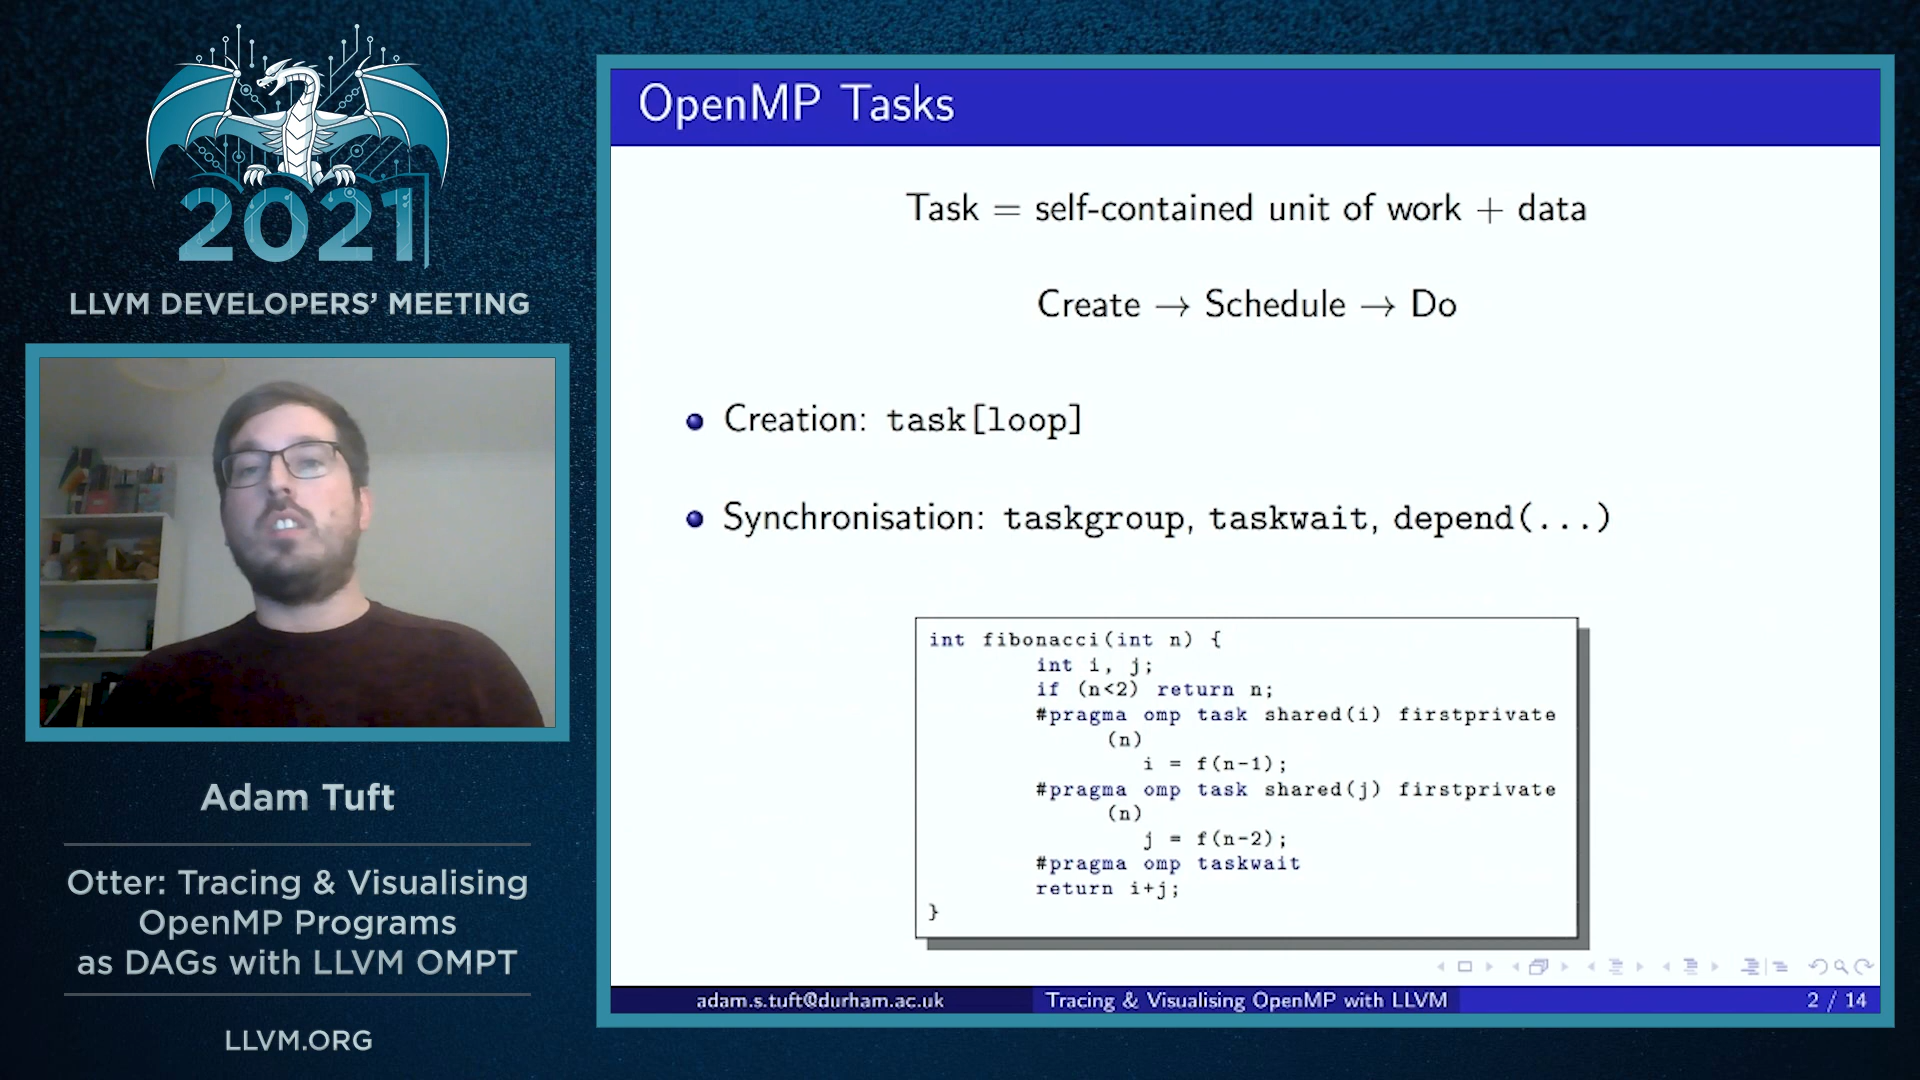 2021
LLVM DEVELOPERS’ MEETING
Adam Tuft
Otter: Tracing & Visualising
OpenMP Programs
as DAGs with LLVM OMPT
LLVM.ORG
OpenMP Tasks
Task = self-contained unit of work + data
Create → Schedule → Do
Creation: task[loop]
Synchronisation: taskgroup, taskwait, depend(...)
int fibonacci(int n) {
int i, j;
if (n<2) return n;
#pragma omp task shared(i) firstprivate
(n)
i = f(n-1);
#pragma omp task shared(j) firstprivate
(n)
j = f(n-2);
#pragma omp taskwait
return i+j;
}
adam.s.tuft@durham.ac.uk
Tracing & Visualising OpenMP with LLVM
2 / 14